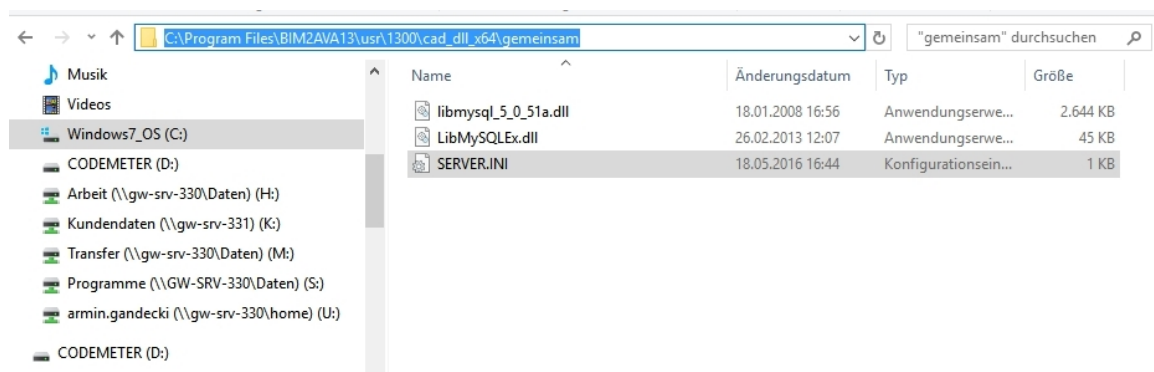 C:\Program Files\BIM2AVA13\usr\1300\cad_dll_x64\gemeinsam
"gemeinsam" durchsuchen
Musik
Videos
Windows7_OS (C:)
CODEMETER (D:)
Arbeit (\\gw-srv-330\Daten) (H:)
Kundendaten (\\gw-srv-331) (K:)
Transfer (\\gw-srv-330\Daten) (M:)
Programme (\\GW-SRV-330\Daten) (S:)
armin.gandecki (\\gw-srv-330\home) (U:)
CODEMETER (D:)
Name Änderungsdatum Typ Größe
libmysql_5_0_51a.dll 18.01.2008 16:56 Anwendungserwe... 2.644 KB
LibMySQLEx.dll 26.02.2013 12:07 Anwendungserwe... 45 KB
SERVER.INI 18.05.2016 16:44 Konfigurationsein... 1 KB